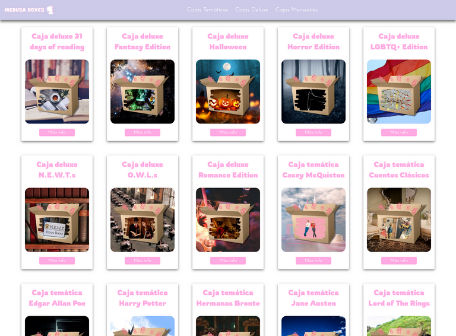 MEDUSA BOXES
Cajas Temáticas Cajas Deluxe Cajas Mensuales
Caja deluxe 31
days of reading
Más info
Caja deluxe
Fantasy Edition
Más info
Caja deluxe
Halloween
Más info
Caja deluxe
Horror Edition
Más info
Caja deluxe
LGBTQ+ Edition
Más info
Caja deluxe
N.E.W.T.s
Más info
Caja deluxe
O.W.L.s
Más info
Caja deluxe
Romance Edition
Más info
Caja temática
Casey McQuiston
Más info
Caja temática
Cuentos Clásicos
Más info
Caja temática
Edgar Allan Poe
Caja temática
Harry Potter
Caja temática
Hermanas Bronte
Caja temática
Jane Austen
Caja temática
Lord of The Rings